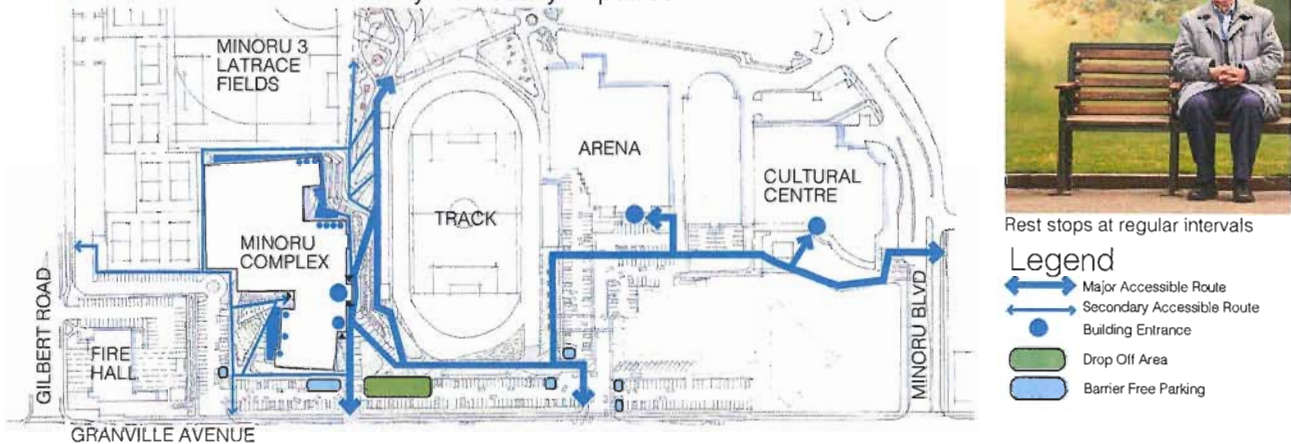 MINORU 3
LATRACE
FIELDS
ARENA
CULTURAL
CENTRE
TRACK
MINORU
COMPLEX
FIRE
HALL
GILBERT ROAD
MINORU BLVD
GRANVILLE AVENUE
Rest stops at regular intervals
Legend
Major Accessible Route
Secondary Accessible Route
Building Entrance
Drop Off Area
Barrier Free Parking